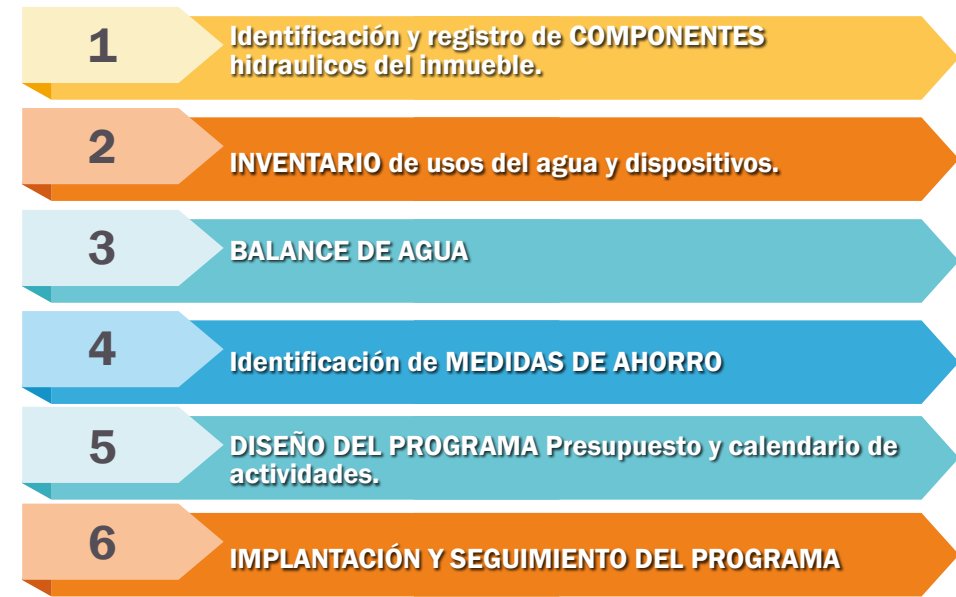 1
Identificación y registro de COMPONENTES
hidraulicos del inmueble.
2
INVENTARIO de usos del agua y dispositivos.
3
BALANCE DE AGUA
4
Identificación de MEDIDAS DE AHORRO
5
DISEÑO DEL PROGRAMA Presupuesto y calendario de
actividades.
6
IMPLANTACIÓN Y SEGUIMIENTO DEL PROGRAMA